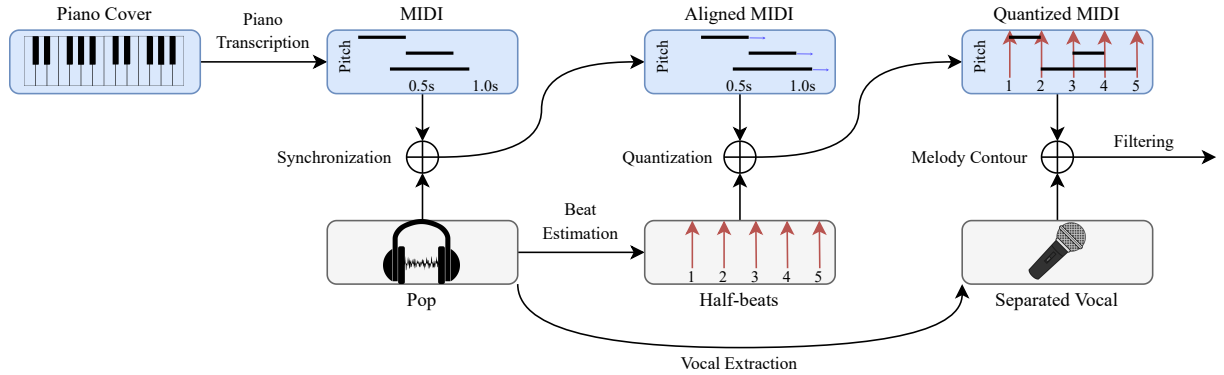 Piano Cover
Piano
Transcription
MIDI
Pitch
0.5s 1.0s
Aligned MIDI
Pitch
0.5s 1.0s
Quantized MIDI
Pitch
1 2 3 4 5
Synchronization
Quantization
Melody Contour
Filtering
Beat
Estimation
1 2 3 4 5
Pop
Half-beats
Separated Vocal
Vocal Extraction